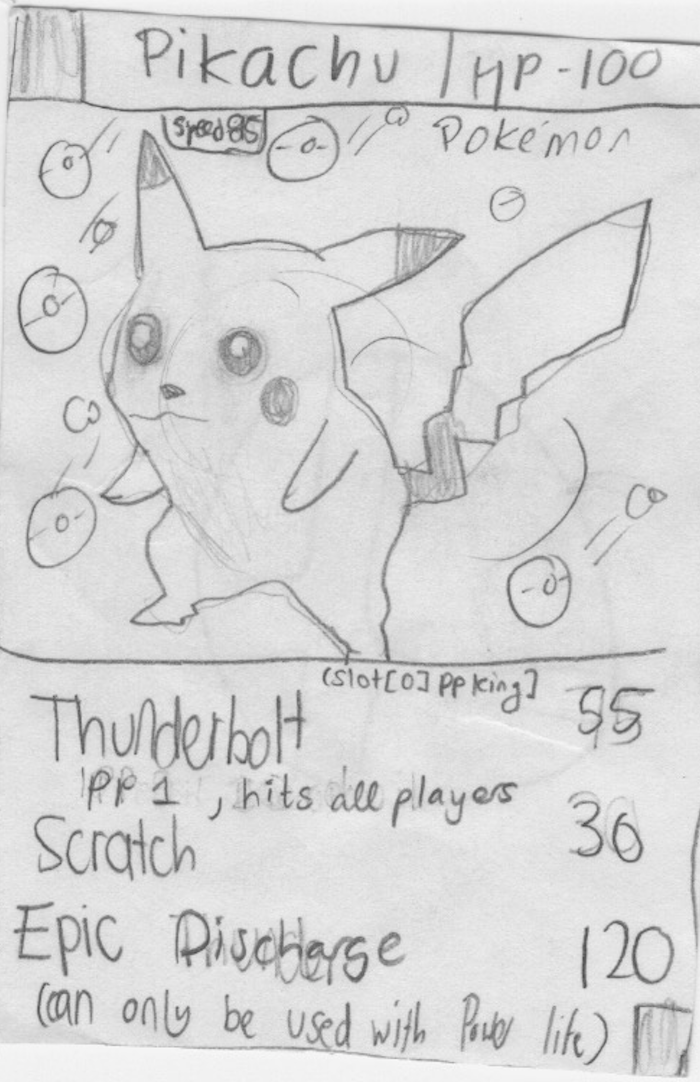 Pikachu HP-100
speed 85
Pokémon
(slot[0] PP king]
Thunderbolt 55
PP 1, hits all players
Scratch 30
Epic Discharge 120
(can only be used with Power life)